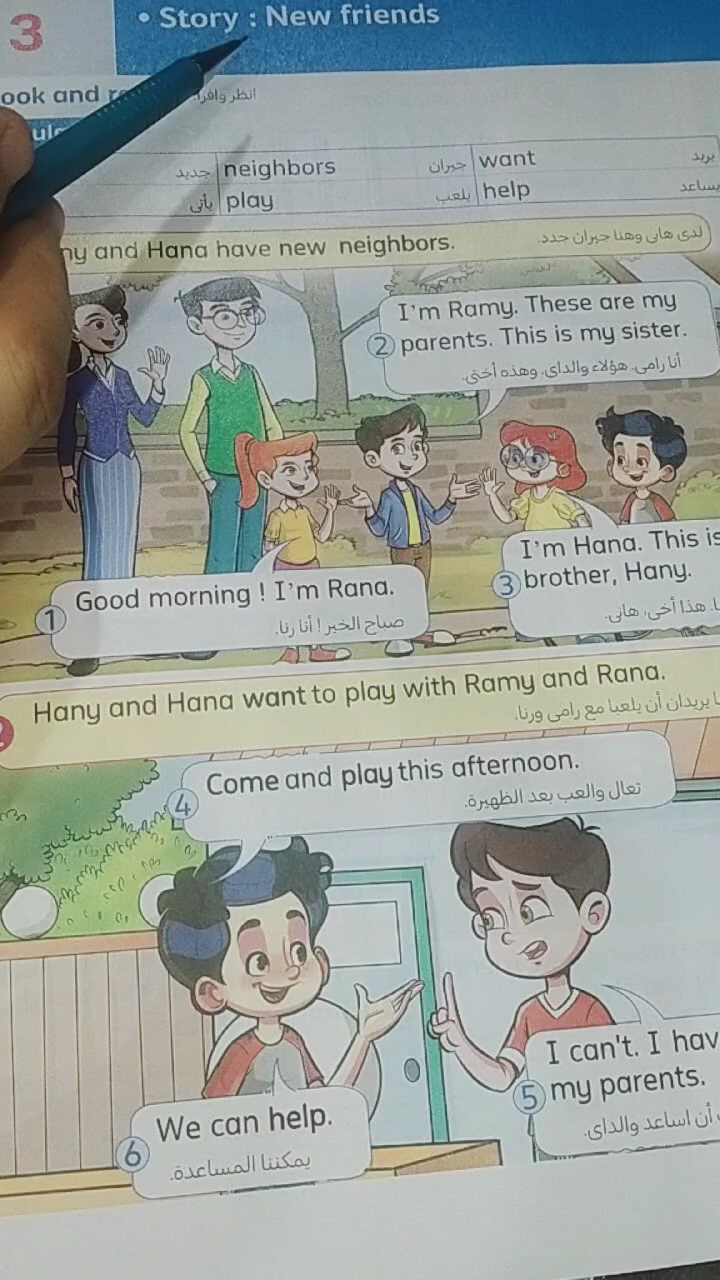 3
• Story : New friends
ook and انظر واقرأ
جديد neighbors جيران want يريد
يأتى play يلعب help يساعد
ny and Hana have new neighbors.
لدى هانى وهنا جيران جدد.
I'm Ramy. These are my
2 parents. This is my sister.
أنا رامى. هؤلاء والداى. وهذه أختى.
1 Good morning ! I'm Rana.
صباح الخير ! أنا رنا.
I'm Hana. This is
3 brother, Hany.
هذا أخى، هانى.
Hany and Hana want to play with Ramy and Rana.
يريدان أن يلعبا مع رامى ورنا.
4 Come and play this afternoon.
تعال والعب بعد الظهيرة.
I can't. I hav
5 my parents.
أن اساعد والداى.
6 We can help.
يمكننا المساعدة.